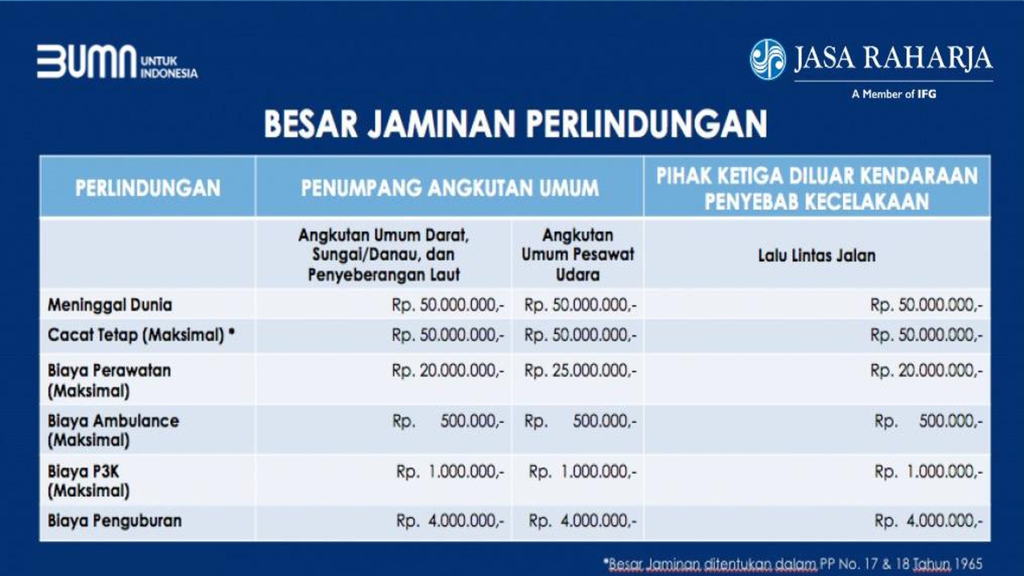 BUMN UNTUK
INDONESIA
JASA RAHARJA
A Member of IFG
BESAR JAMINAN PERLINDUNGAN
PERLINDUNGAN
PENUMPANG ANGKUTAN UMUM
PIHAK KETIGA DILUAR KENDARAAN
PENYEBAB KECELAKAAN
Angkutan Umum Darat,
Sungai/Danau, dan
Penyeberangan Laut
Angkutan
Umum Pesawat
Udara
Lalu Lintas Jalan
Meninggal Dunia Rp. 50.000.000,- Rp. 50.000.000,- Rp. 50.000.000,-
Cacat Tetap (Maksimal) * Rp. 50.000.000,- Rp. 50.000.000,- Rp. 50.000.000,-
Biaya Perawatan Rp. 20.000.000,- Rp. 25.000.000,- Rp. 20.000.000,-
(Maksimal)
Biaya Ambulance Rp. 500.000,- Rp. 500.000,- Rp. 500.000,-
(Maksimal)
Biaya P3K Rp. 1.000.000,- Rp. 1.000.000,- Rp. 1.000.000,-
(Maksimal)
Biaya Penguburan Rp. 4.000.000,- Rp. 4.000.000,- Rp. 4.000.000,-
*Besar Jaminan ditentukan dalam PP No. 17 & 18 Tahun 1965